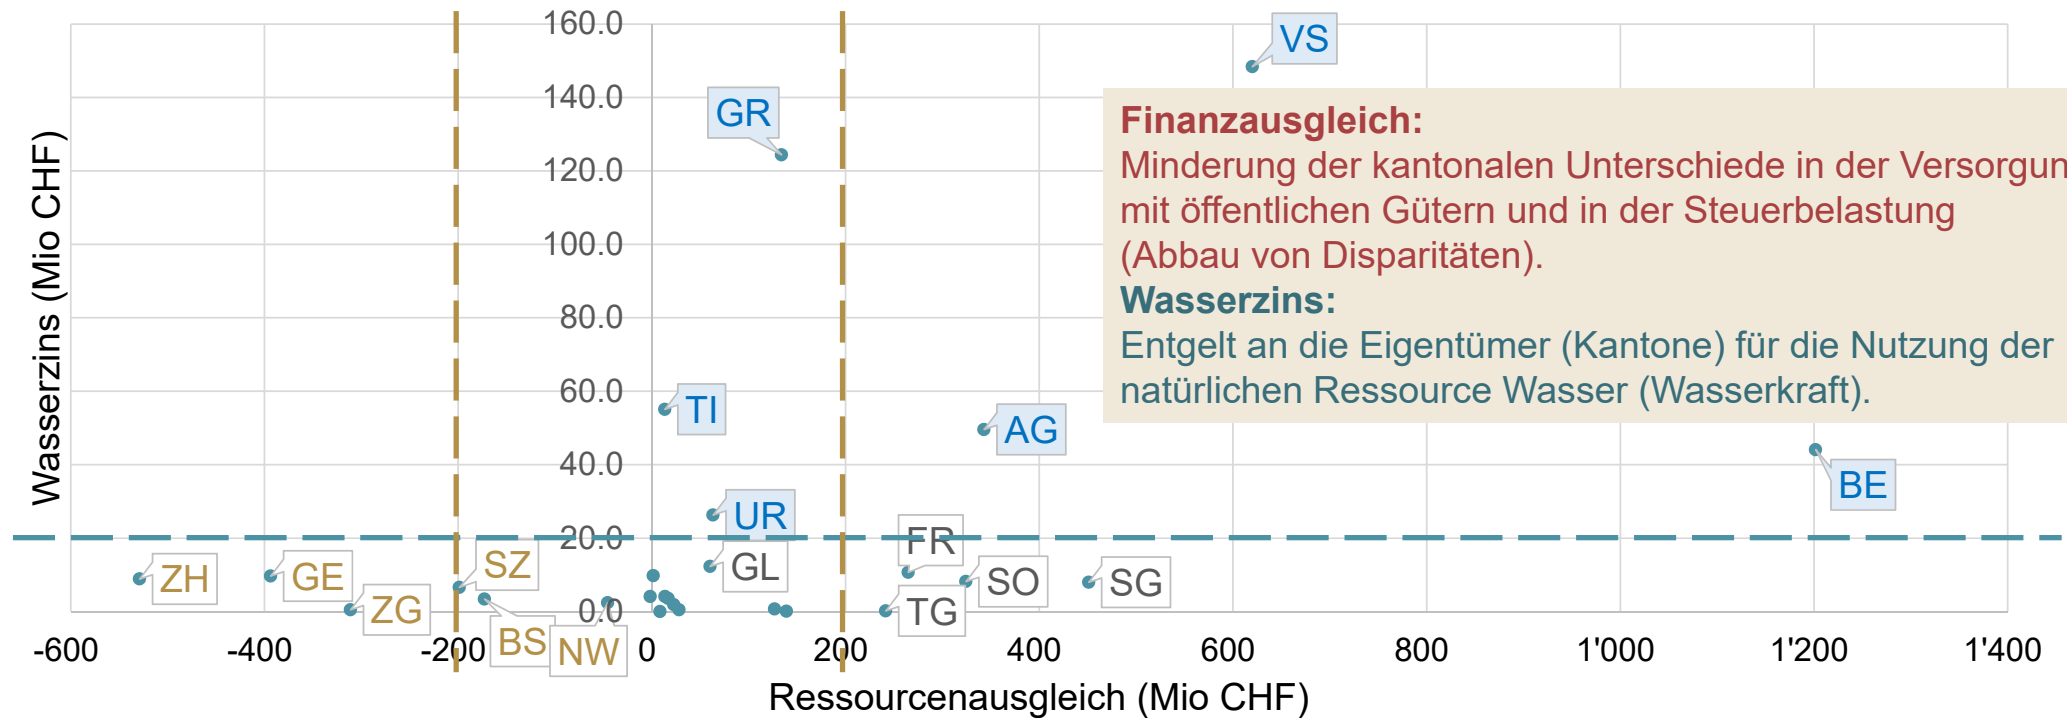 160.0
140.0
120.0
100.0
80.0
60.0
40.0
20.0
0.0
Wasserzins (Mio CHF)
VS
GR
TI
AG
BE
UR
FR
GL
SO
SG
TG
ZH
GE
ZG
SZ
BS
NW
Finanzausgleich:
Minderung der kantonalen Unterschiede in der Versorgun
mit öffentlichen Gütern und in der Steuerbelastung
(Abbau von Disparitäten).
Wasserzins:
Entgelt an die Eigentümer (Kantone) für die Nutzung der
natürlichen Ressource Wasser (Wasserkraft).
-600 -400 -200 0 200 400 600 800 1'000 1'200 1'400
Ressourcenausgleich (Mio CHF)